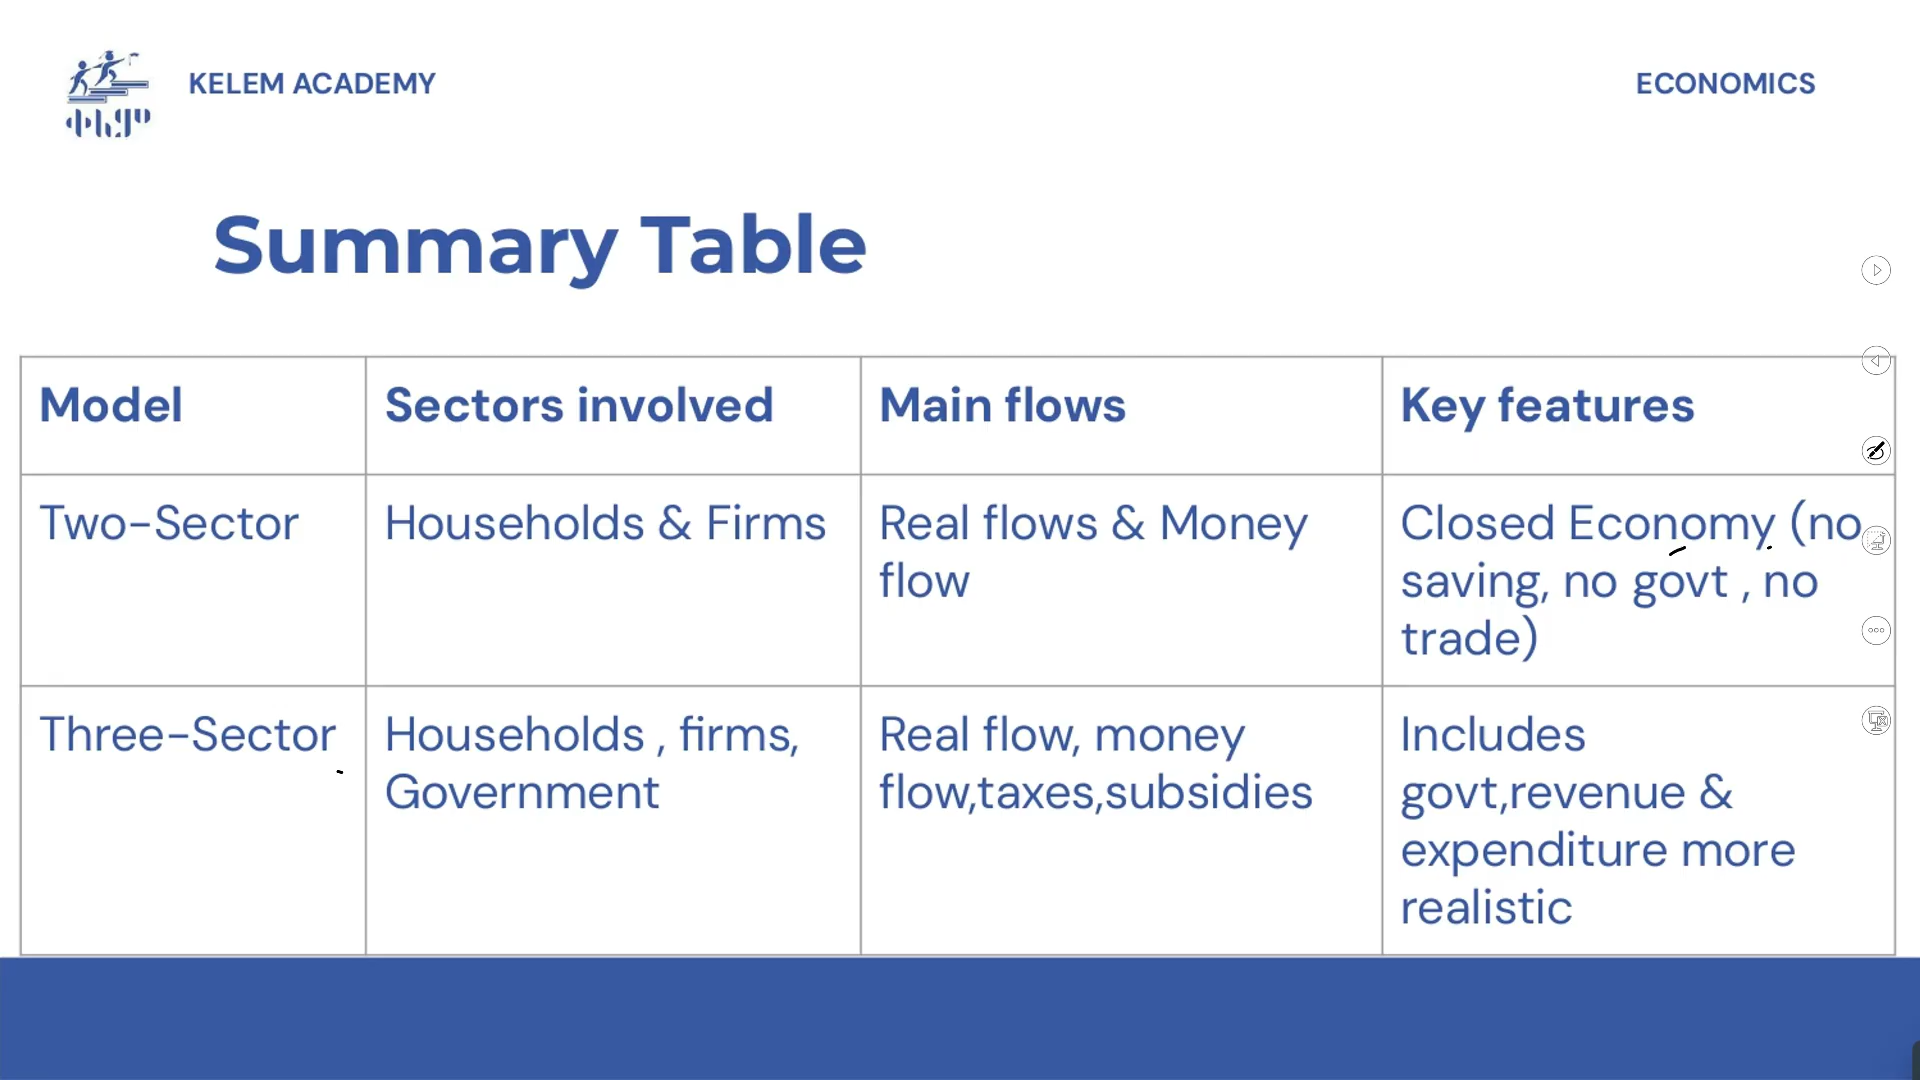 KELEM ACADEMY
ECONOMICS
ቀለም
Summary Table
Model
Sectors involved
Main flows
Key features
Two-Sector
Households & Firms
Real flows & Money
flow
Closed Economy (no
saving, no govt , no
trade)
Three-Sector
Households , firms,
Government
Real flow, money
flow,taxes,subsidies
Includes
govt,revenue &
expenditure more
realistic